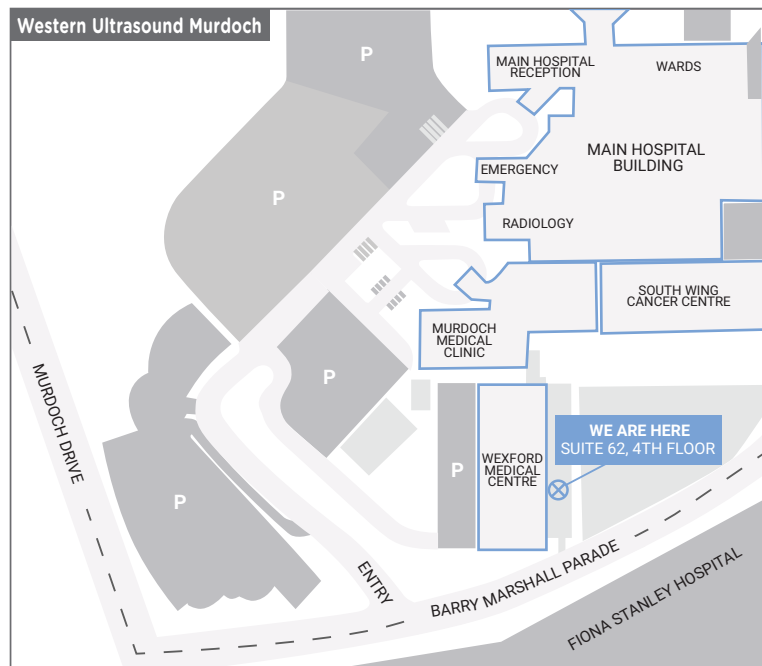 Western Ultrasound Murdoch
P
MAIN HOSPITAL
RECEPTION
WARDS
MAIN HOSPITAL
BUILDING
EMERGENCY
P
RADIOLOGY
SOUTH WING
CANCER CENTRE
MURDOCH
MEDICAL
CLINIC
P
MURDOCH DRIVE
WE ARE HERE
SUITE 62, 4TH FLOOR
WEXFORD
MEDICAL
CENTRE
P
P
ENTRY
BARRY MARSHALL PARADE
FIONA STANLEY HOSPITAL